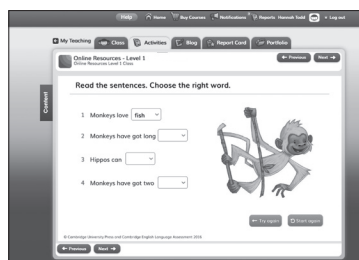 Help Home Buy Courses Notifications Reports Hannah Todd Log out
My Teaching Class Activities Blog Report Card Portfolio
Online Resources - Level 1
Online Resources Level 1 Class
Previous Next
Content
Read the sentences. Choose the right word.
1 Monkeys love fish
2 Monkeys have got long
3 Hippos can
4 Monkeys have got two
Try again Start again
© Cambridge University Press and Cambridge English Language Assessment 2016
Previous Next